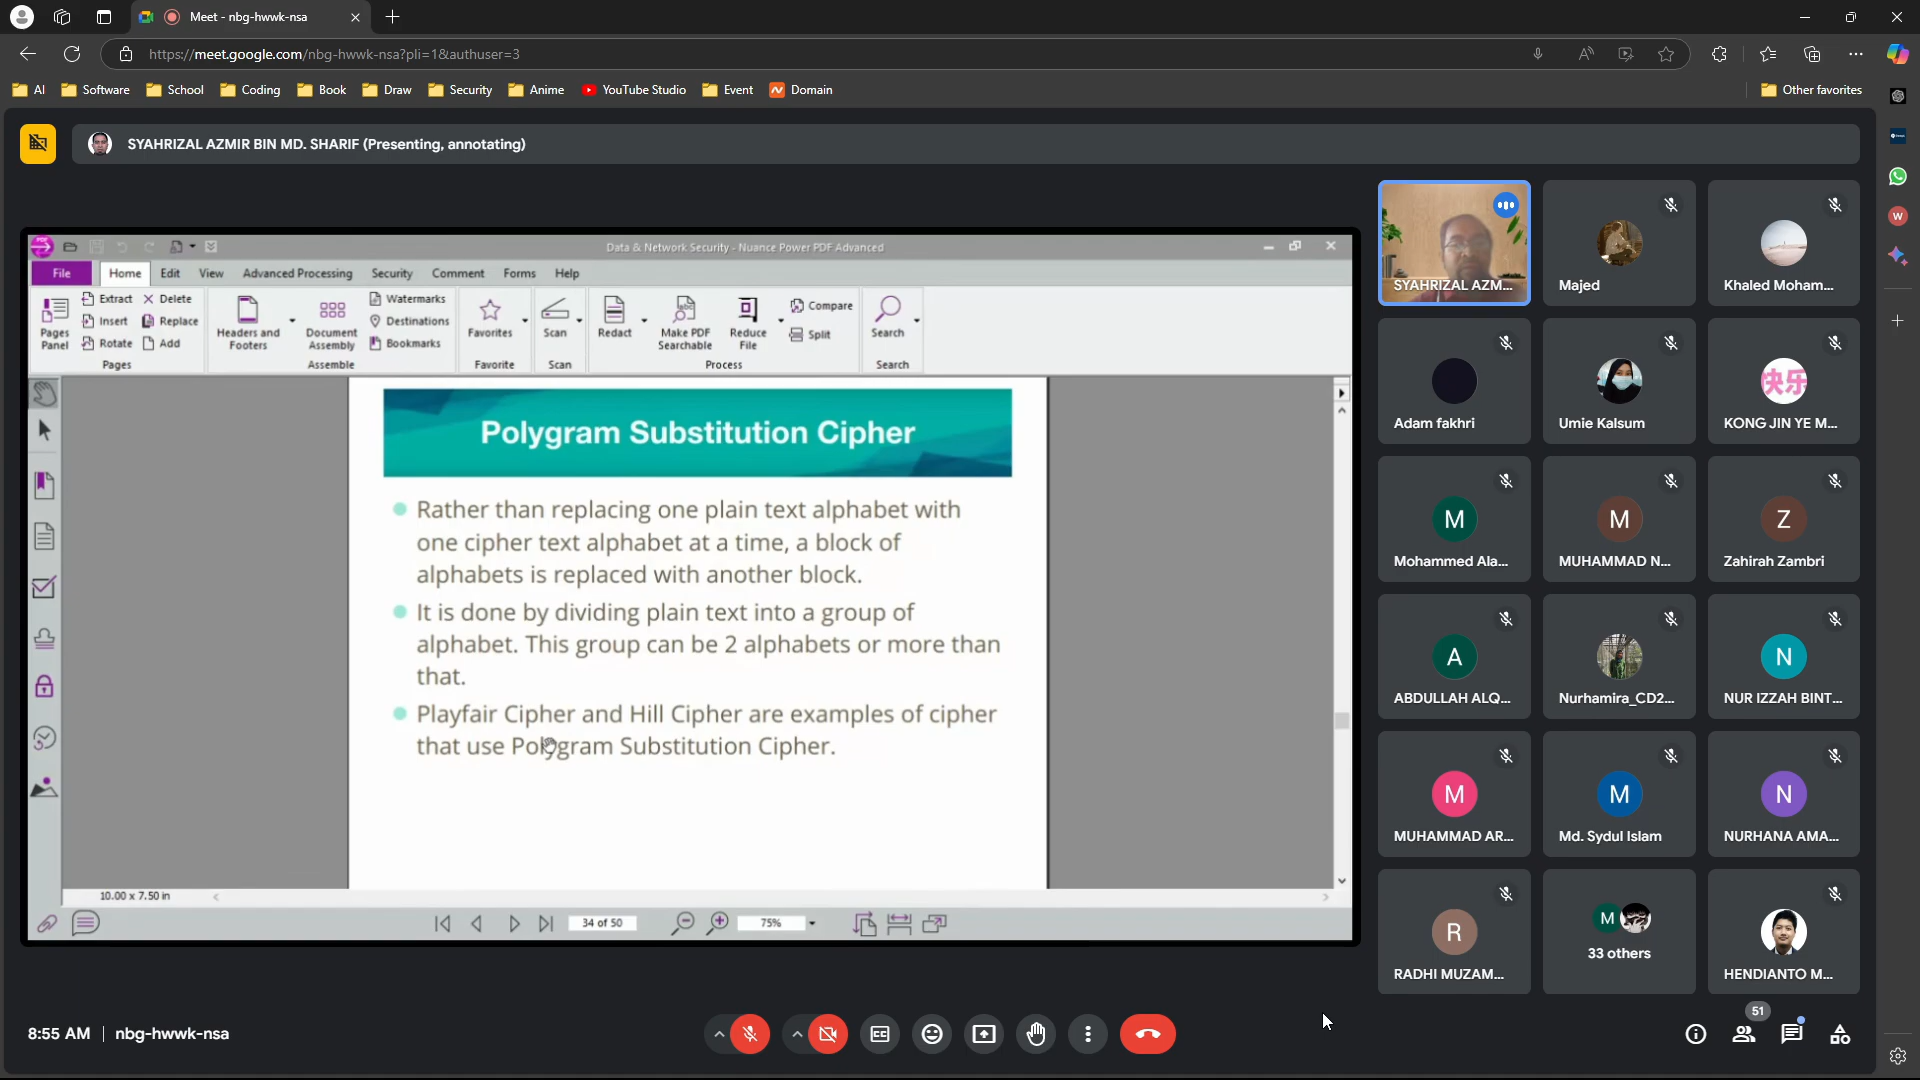 Meet - nbg-hwwk-nsa
https://meet.google.com/nbg-hwwk-nsa?pli=1&authuser=3
AI Software School Coding Book Draw Security Anime YouTube Studio Event Domain Other favorites
SYAHRIZAL AZMIR BIN MD. SHARIF (Presenting, annotating)
Data & Network Security - Nuance Power PDF Advanced
File Home Edit View Advanced Processing Security Comment Forms Help
Pages Panel
Extract Delete
Insert Replace
Rotate Add
Pages
Headers and Footers
Document Assembly
Watermarks
Destinations
Bookmarks
Assemble
Favorites
Favorite
Scan
Scan
Redact
Make PDF Searchable
Reduce File
Compare
Split
Process
Search
Search
Polygram Substitution Cipher
Rather than replacing one plain text alphabet with
one cipher text alphabet at a time, a block of
alphabets is replaced with another block.
It is done by dividing plain text into a group of
alphabet. This group can be 2 alphabets or more than
that.
Playfair Cipher and Hill Cipher are examples of cipher
that use Polygram Substitution Cipher.
10.00 x 7.50 in
34 of 50
75%
SYAHRIZAL AZM...
Majed
Khaled Moham...
Adam fakhri
Umie Kalsum
快乐
KONG JIN YE M...
M
Mohammed Ala...
M
MUHAMMAD N...
Z
Zahirah Zambri
A
ABDULLAH ALQ...
Nurhamira_CD2...
N
NUR IZZAH BINT...
M
MUHAMMAD AR...
M
Md. Sydul Islam
N
NURHANA AMA...
R
RADHI MUZAM...
M
33 others
HENDIANTO M...
8:55 AM | nbg-hwwk-nsa
51